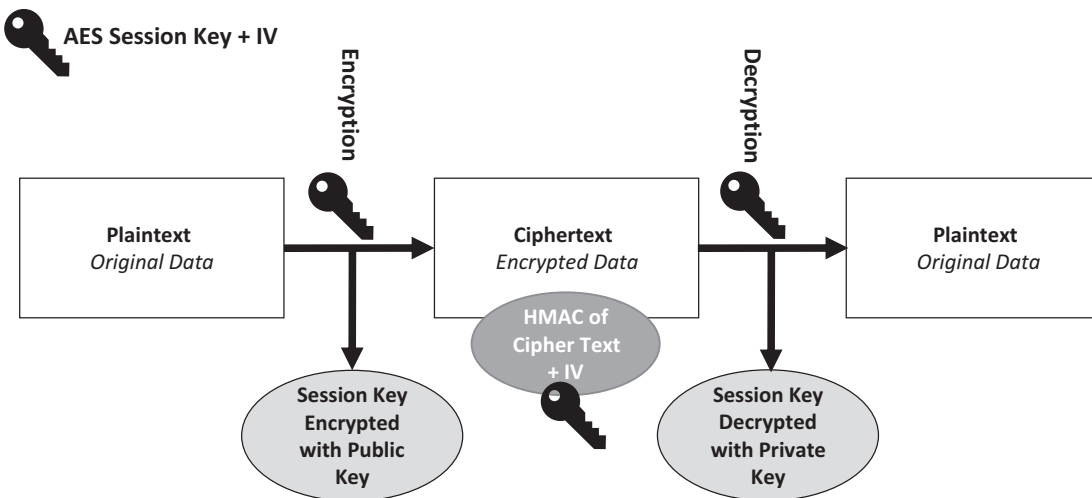 AES Session Key + IV
Encryption
Decryption
Plaintext
Original Data
Ciphertext
Encrypted Data
Plaintext
Original Data
HMAC of
Cipher Text
+ IV
Session Key
Encrypted
with Public
Key
Session Key
Decrypted
with Private
Key